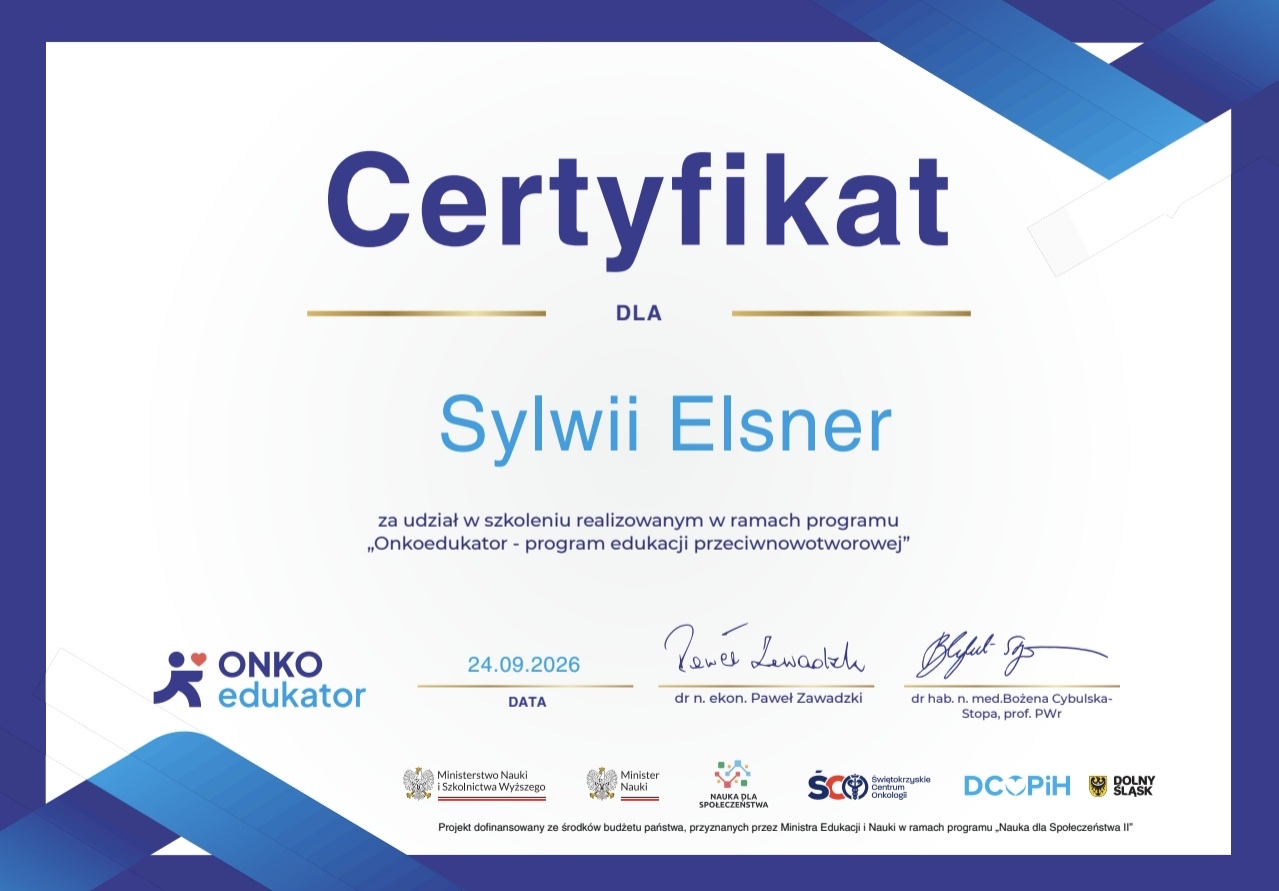 Certyfikat
DLA
Sylwii Elsner
za udział w szkoleniu realizowanym w ramach programu
„Onkoedukator - program edukacji przeciwnowotworowej”
ONKO
edukator
24.09.2026
DATA
Paweł Zawadzki
dr n. ekon. Paweł Zawadzki
dr hab. n. med.Bożena Cybulska-
Stopa, prof. PWr
Ministerstwo Nauki
i Szkolnictwa Wyższego
Minister
Nauki
NAUKA DLA
SPOŁECZEŃSTWA
ŚCO
Świętokrzyskie
Centrum
Onkologii
DCOPiH
DOLNY
ŚLĄSK
Projekt dofinansowany ze środków budżetu państwa, przyznanych przez Ministra Edukacji i Nauki w ramach programu „Nauka dla Społeczeństwa II”